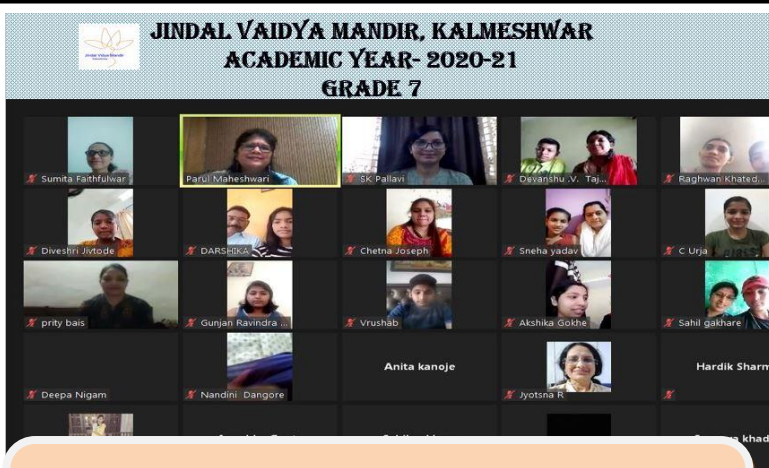 JINDAL VAIDYA MANDIR, KALMESHWAR
ACADEMIC YEAR- 2020-21
GRADE 7
Sumita Faithfulwar
Parul Maheshwari
SK Pallavi
Devanshu .V. Taj...
Raghwan Khated...
Diveshri Jivtode
DARSHIKA
Chetna Joseph
Sneha yadav
C Urja
prity bais
Gunjan Ravindra ...
Vrushab
Akshika Gokhe
Sahil gakhare
Deepa Nigam
Nandini Dangore
Anita kanoje
Jyotsna R
Hardik Sharm